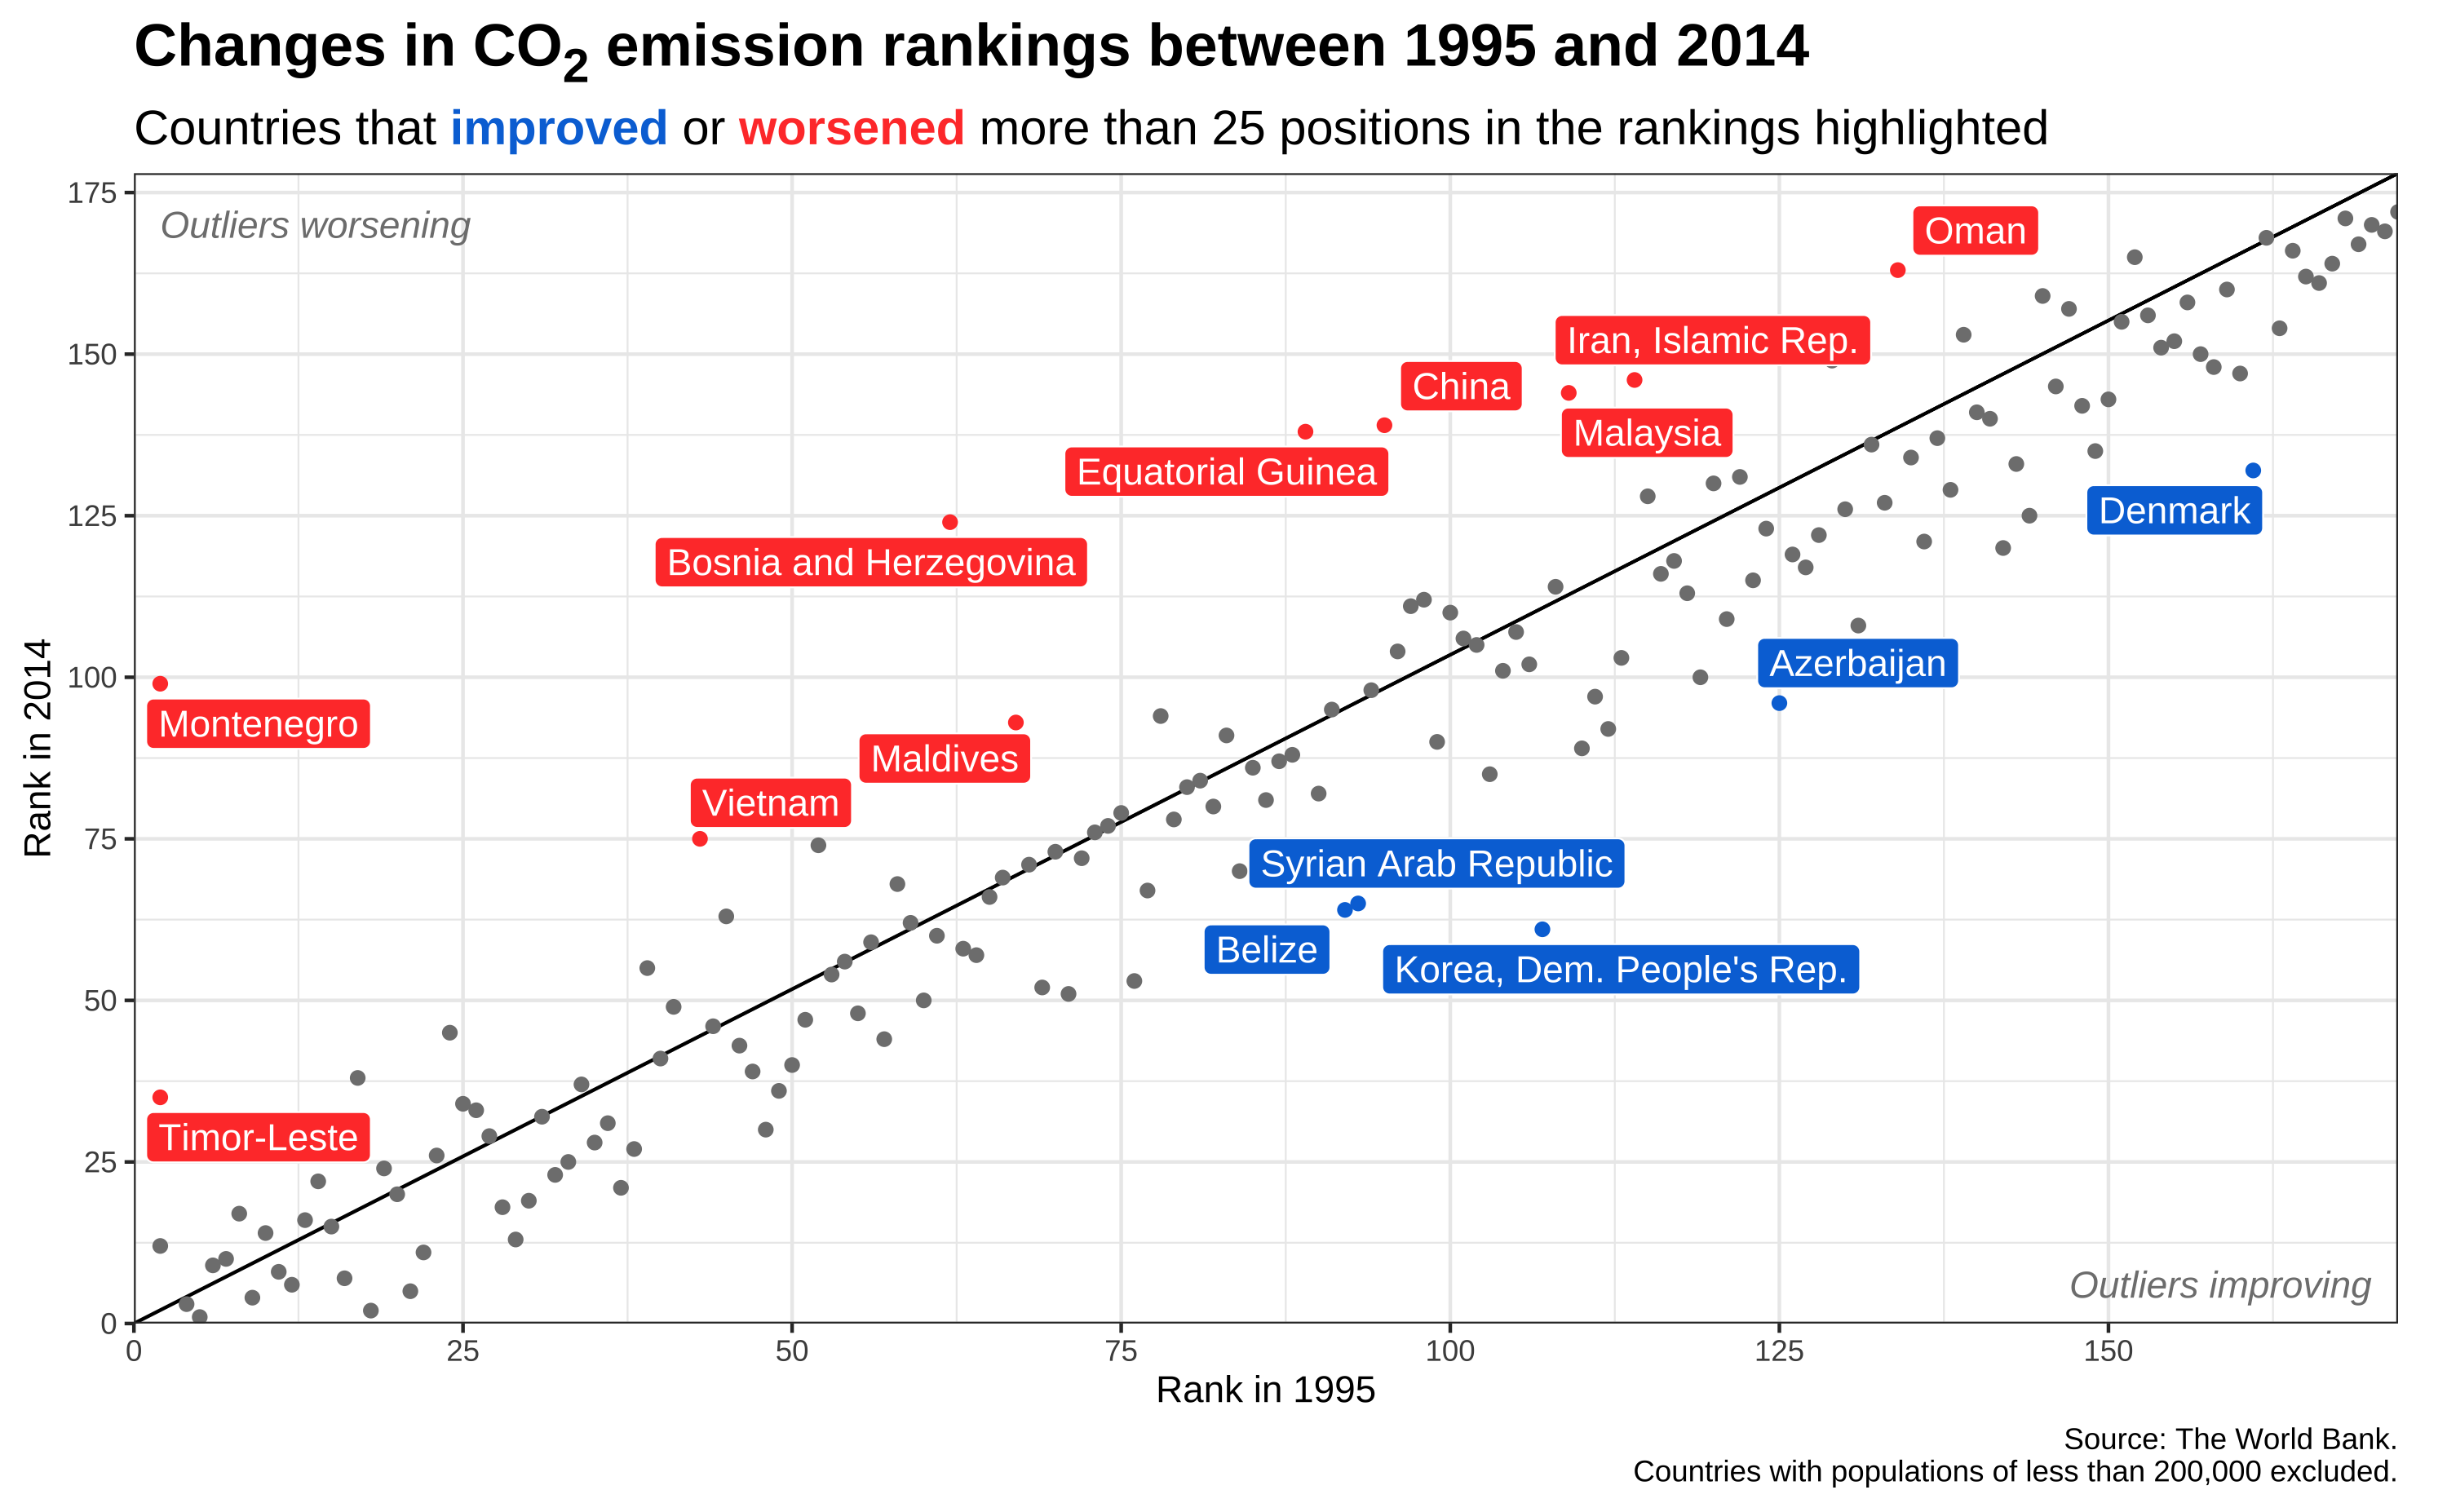 Changes in CO₂ emission rankings between 1995 and 2014
Countries that improved or worsened more than 25 positions in the rankings highlighted
175
150
125
100
75
50
25
0
Rank in 2014
Outliers worsening
Oman
Iran, Islamic Rep.
China
Malaysia
Equatorial Guinea
Denmark
Bosnia and Herzegovina
Azerbaijan
Montenegro
Maldives
Vietnam
Syrian Arab Republic
Belize
Korea, Dem. People's Rep.
Timor-Leste
Outliers improving
0 25 50 75 100 125 150
Rank in 1995
Source: The World Bank.
Countries with populations of less than 200,000 excluded.